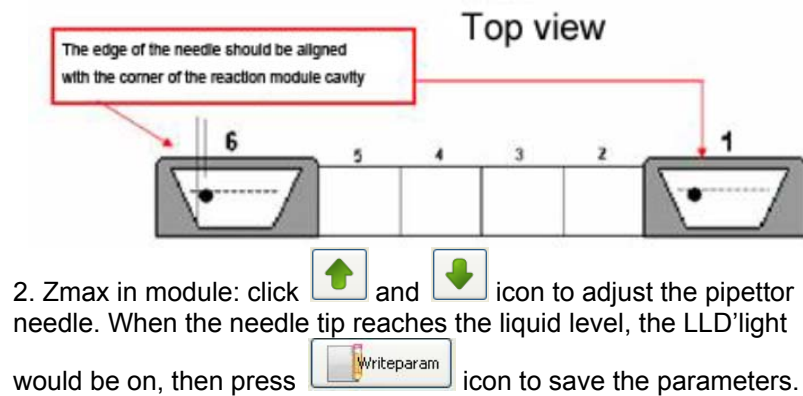 Top view
The edge of the needle should be aligned
with the corner of the reaction module cavity
6 5 4 3 2 1
2. Zmax in module: click and icon to adjust the pipettor
needle. When the needle tip reaches the liquid level, the LLD'light
would be on, then press Writeparam icon to save the parameters.